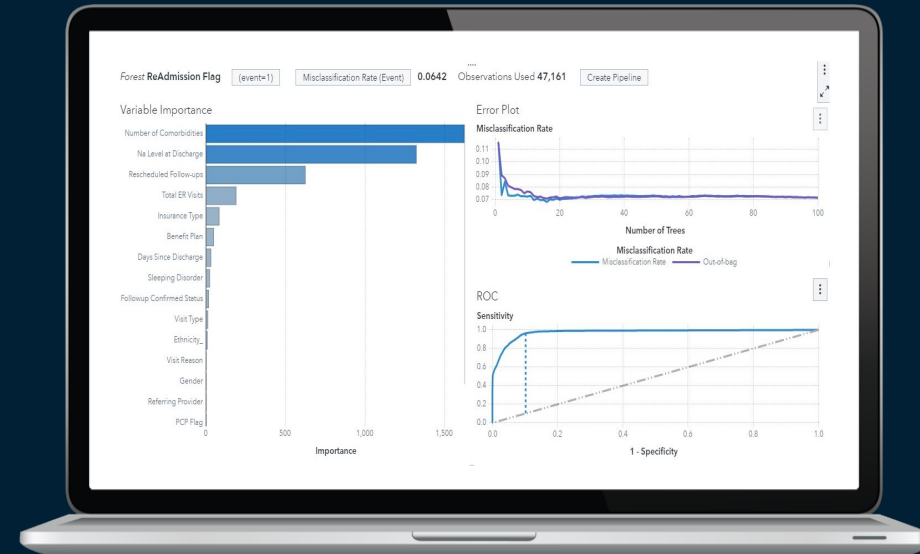 Forest ReAdmission Flag (event=1) Misclassification Rate (Event) 0.0642 Observations Used 47,161 Create Pipeline
Variable Importance
Number of Comorbidities
Na Level at Discharge
Rescheduled Follow-ups
Total ER Visits
Insurance Type
Benefit Plan
Days Since Discharge
Sleeping Disorder
Followup Confirmed Status
Visit Type
Ethnicity_
Visit Reason
Gender
Referring Provider
PCP Flag
0 500 1,000 1,500
Importance
Error Plot
Misclassification Rate
0.11
0.10
0.09
0.08
0.07
0 20 40 60 80 100
Number of Trees
Misclassification Rate
Misclassification Rate Out-of-bag
ROC
Sensitivity
1.0
0.8
0.6
0.4
0.2
0.0
0.0 0.2 0.4 0.6 0.8 1.0
1 - Specificity